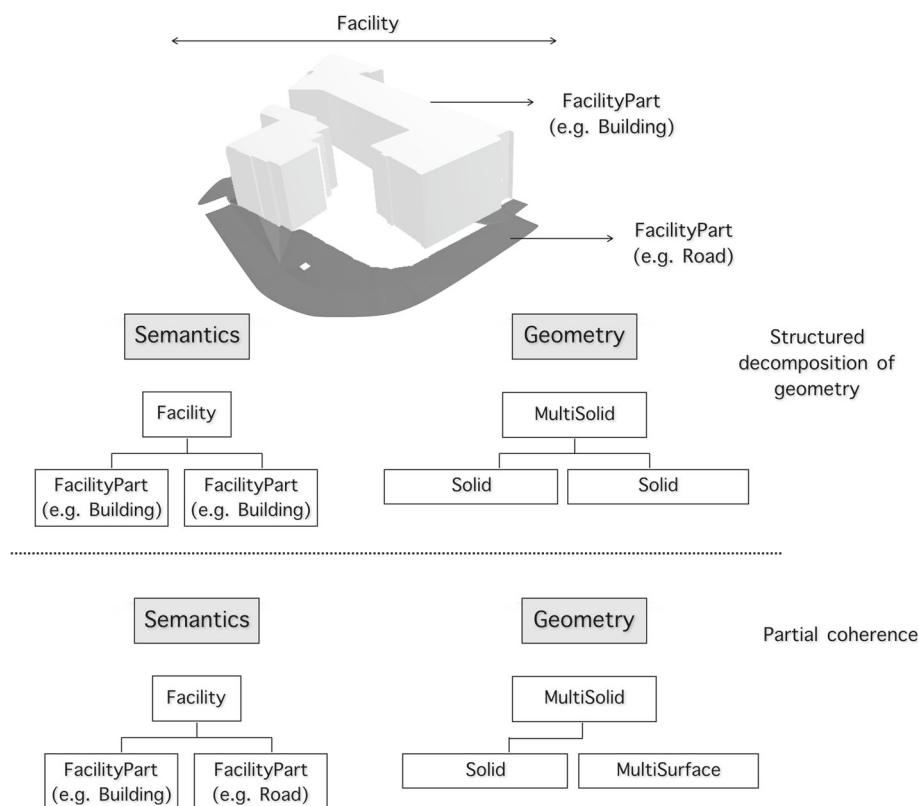 Facility
FacilityPart
(e.g. Building)
FacilityPart
(e.g. Road)
Semantics
Geometry
Structured
decomposition of
geometry
Facility
MultiSolid
FacilityPart
(e.g. Building)
FacilityPart
(e.g. Building)
Solid
Solid
Semantics
Geometry
Partial coherence
Facility
MultiSolid
FacilityPart
(e.g. Building)
FacilityPart
(e.g. Road)
Solid
MultiSurface